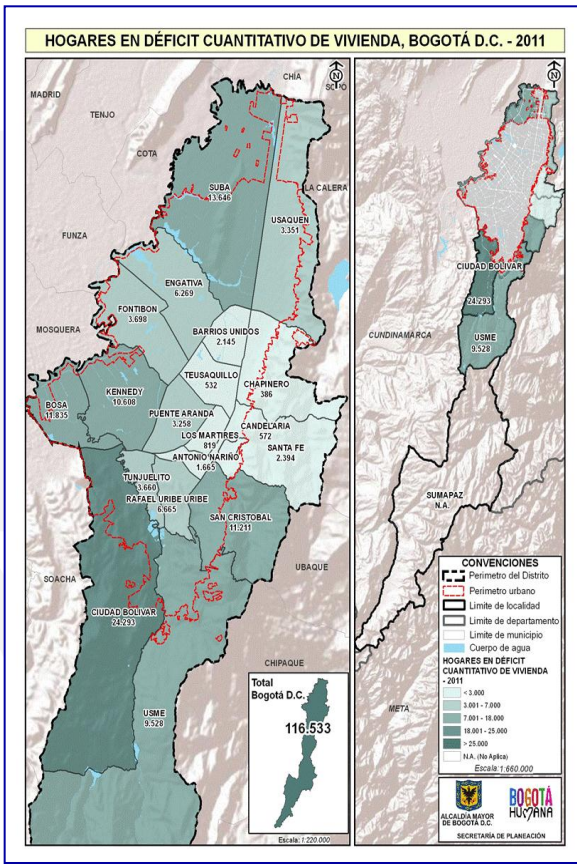 HOGARES EN DÉFICIT CUANTITATIVO DE VIVIENDA, BOGOTÁ D.C. - 2011
MADRID
TENJO
COTA
CHÍA
N
FUNZA
SUBA
13.646
LA CALERA
USAQUEN
3.351
ENGATIVA
6.269
FONTIBON
3.698
MOSQUERA
BARRIOS UNIDOS
2.145
TEUSAQUILLO
532
CHAPINERO
386
KENNEDY
10.608
BOSA
11.835
PUENTE ARANDA
3.258
CANDELARIA
572
LOS MARTIRES
819
SANTA FE
2.394
ANTONIO NARIÑO
1.665
TUNJUELITO
3.660
RAFAEL URIBE URIBE
6.665
SAN CRISTOBAL
11.211
UBAQUE
SOACHA
CIUDAD BOLIVAR
24.293
CHIPAQUE
USME
9.528
Total
Bogotá D.C.
116.533
Escala: 1:220.000
N
CIUDAD BOLIVAR
24.293
CUNDINAMARCA
USME
9.528
SUMAPAZ
N.A.
META
CONVENCIONES
Perimetro del Distrito
Perimetro urbano
Limite de localidad
Limite de departamento
Limite de municipio
Cuerpo de agua
HOGARES EN DÉFICIT
CUANTITATIVO DE VIVIENDA
- 2011
< 3.000
3.001 - 7.000
7.001 - 18.000
18.001 - 25.000
> 25.000
N.A. (No Aplica)
Escala:1:660.000
ALCALDÍA MAYOR
DE BOGOTÁ D.C.
BOGOTÁ
HUMANA
SECRETARÍA DE PLANEACIÓN